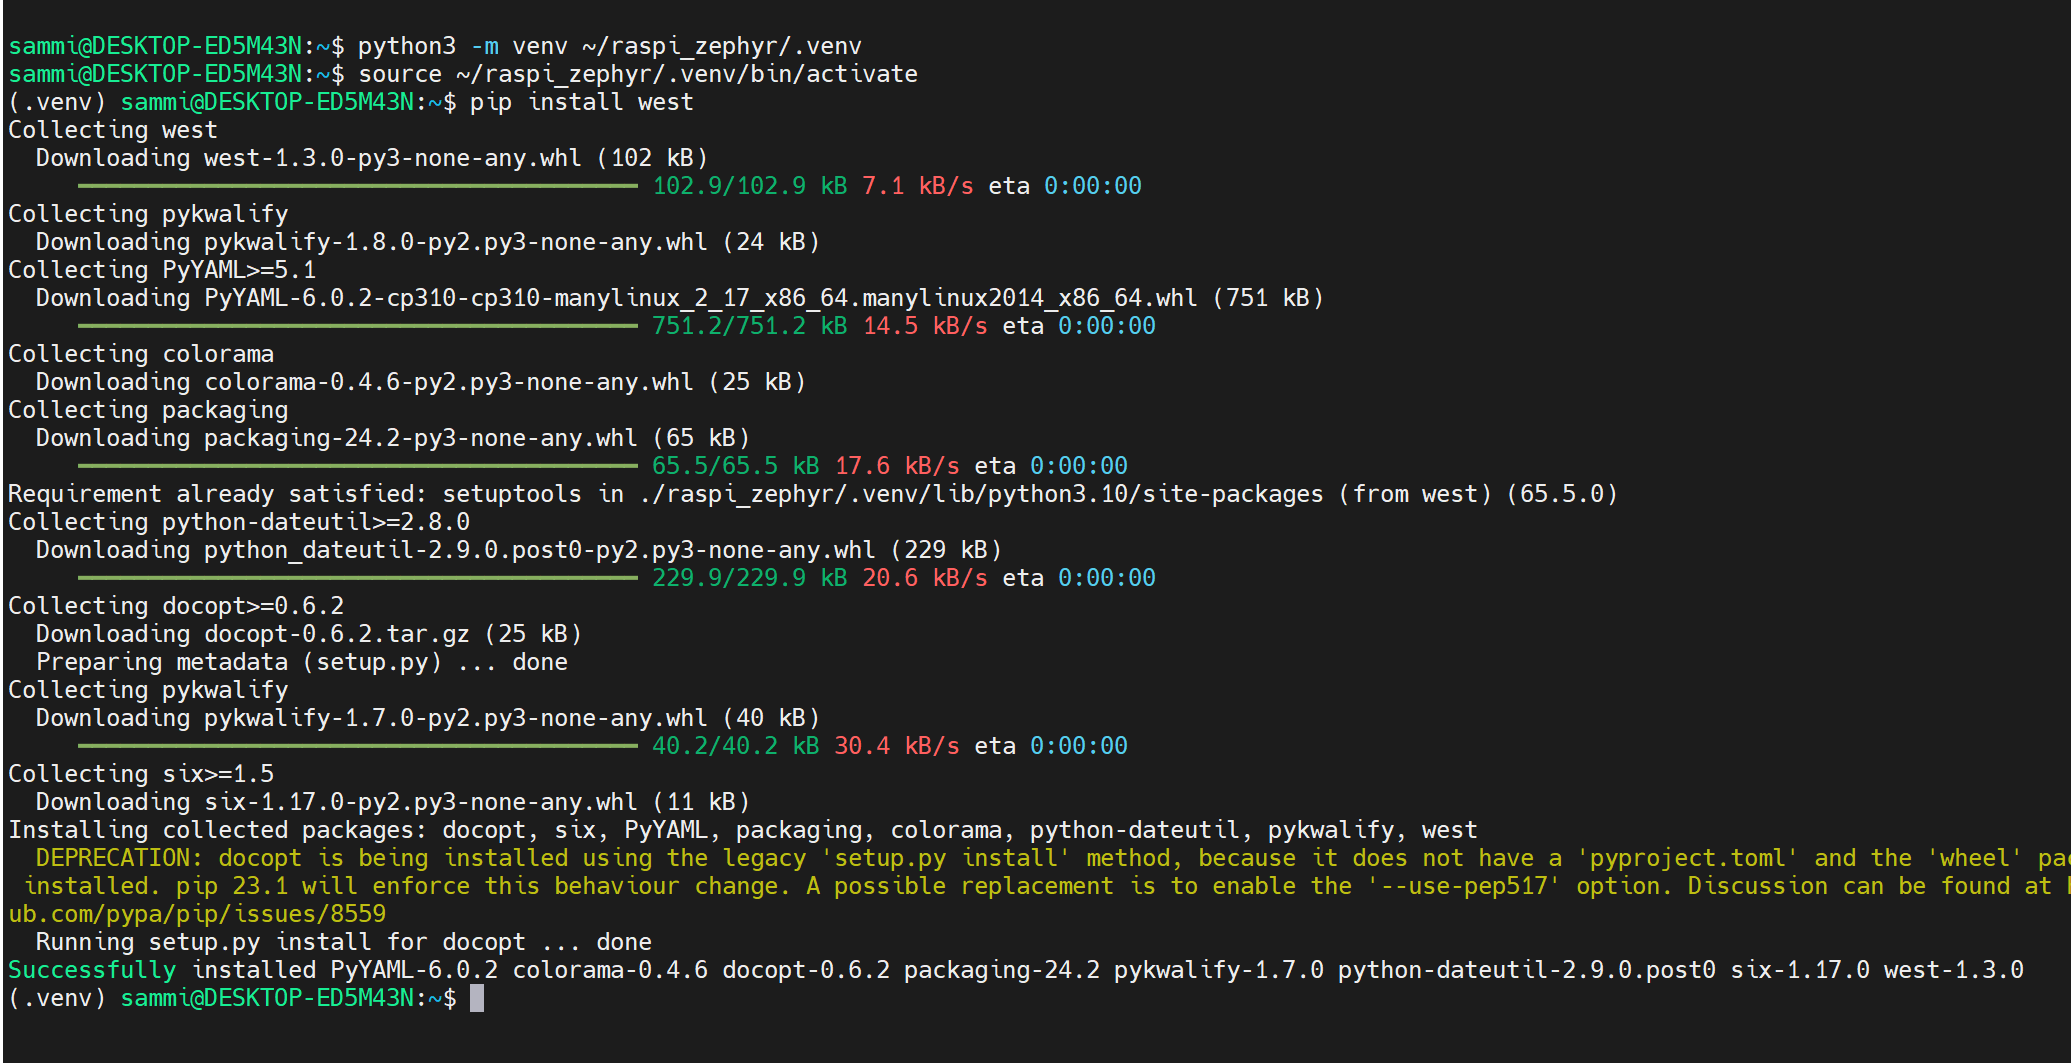 sammi@DESKTOP-ED5M43N:~$ python3 -m venv ~/raspi_zephyr/.venv
sammi@DESKTOP-ED5M43N:~$ source ~/raspi_zephyr/.venv/bin/activate
(.venv) sammi@DESKTOP-ED5M43N:~$ pip install west
Collecting west
  Downloading west-1.3.0-py3-none-any.whl (102 kB)
102.9/102.9 kB 7.1 kB/s eta 0:00:00
Collecting pykwalify
  Downloading pykwalify-1.8.0-py2.py3-none-any.whl (24 kB)
Collecting PyYAML>=5.1
  Downloading PyYAML-6.0.2-cp310-cp310-manylinux_2_17_x86_64.manylinux2014_x86_64.whl (751 kB)
751.2/751.2 kB 14.5 kB/s eta 0:00:00
Collecting colorama
  Downloading colorama-0.4.6-py2.py3-none-any.whl (25 kB)
Collecting packaging
  Downloading packaging-24.2-py3-none-any.whl (65 kB)
65.5/65.5 kB 17.6 kB/s eta 0:00:00
Requirement already satisfied: setuptools in ./raspi_zephyr/.venv/lib/python3.10/site-packages (from west) (65.5.0)
Collecting python-dateutil>=2.8.0
  Downloading python_dateutil-2.9.0.post0-py2.py3-none-any.whl (229 kB)
229.9/229.9 kB 20.6 kB/s eta 0:00:00
Collecting docopt>=0.6.2
  Downloading docopt-0.6.2.tar.gz (25 kB)
  Preparing metadata (setup.py) ... done
Collecting pykwalify
  Downloading pykwalify-1.7.0-py2.py3-none-any.whl (40 kB)
40.2/40.2 kB 30.4 kB/s eta 0:00:00
Collecting six>=1.5
  Downloading six-1.17.0-py2.py3-none-any.whl (11 kB)
Installing collected packages: docopt, six, PyYAML, packaging, colorama, python-dateutil, pykwalify, west
  DEPRECATION: docopt is being installed using the legacy 'setup.py install' method, because it does not have a 'pyproject.toml' and the 'wheel'
 installed. pip 23.1 will enforce this behaviour change. A possible replacement is to enable the '--use-pep517' option. Discussion can be found at
ub.com/pypa/pip/issues/8559
  Running setup.py install for docopt ... done
Successfully installed PyYAML-6.0.2 colorama-0.4.6 docopt-0.6.2 packaging-24.2 pykwalify-1.7.0 python-dateutil-2.9.0.post0 six-1.17.0 west-1.3.0
(.venv) sammi@DESKTOP-ED5M43N:~$